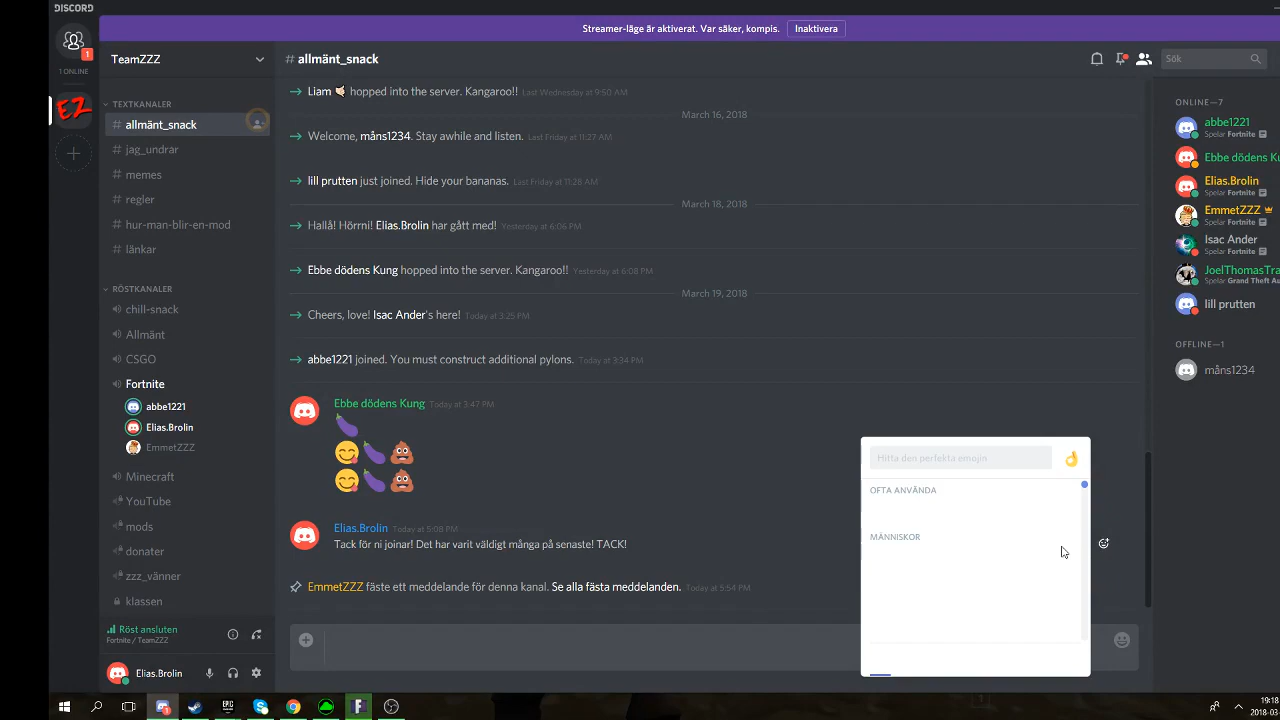 DISCORD
Streamer-läge är aktiverat. Var säker, kompis.
Inaktivera
1
1 ONLINE
EZ
TeamZZZ
TEXTKANALER
# allmänt_snack
# jag_undrar
# memes
# regler
# hur-man-blir-en-mod
# länkar
RÖSTKANALER
chill-snack
Allmänt
CSGO
Fortnite
abbe1221
Elias.Brolin
EmmetZZZ
Minecraft
YouTube
mods
donater
zzz_vänner
klassen
Röst ansluten
Fortnite / TeamZZZ
Elias.Brolin
# allmänt_snack
Sök
Liam hopped into the server. Kangaroo!! Last Wednesday at 9:50 AM
March 16, 2018
Welcome, måns1234. Stay awhile and listen. Last Friday at 11:27 AM
lill prutten just joined. Hide your bananas. Last Friday at 11:28 AM
March 18, 2018
Hallå! Hörrni! Elias.Brolin har gått med! Yesterday at 6:06 PM
Ebbe dödens Kung hopped into the server. Kangaroo!! Yesterday at 6:08 PM
March 19, 2018
Cheers, love! Isac Ander's here! Today at 3:25 PM
abbe1221 joined. You must construct additional pylons. Today at 3:34 PM
Ebbe dödens Kung Today at 3:47 PM
Elias.Brolin Today at 5:08 PM
Tack för ni joinar! Det har varit väldigt många på senaste! TACK!
EmmetZZZ fäste ett meddelande för denna kanal. Se alla fästa meddelanden. Today at 5:54 PM
Hitta den perfekta emojin
OFTA ANVÄNDA
MÄNNISKOR
ONLINE—7
abbe1221
Spelar Fortnite
Ebbe dödens Ku
Elias.Brolin
Spelar Fortnite
EmmetZZZ
Spelar Fortnite
Isac Ander
Spelar Fortnite
JoelThomasTra
Spelar Grand Theft Au
lill prutten
OFFLINE—1
måns1234
EPIC
19:18
2018-03